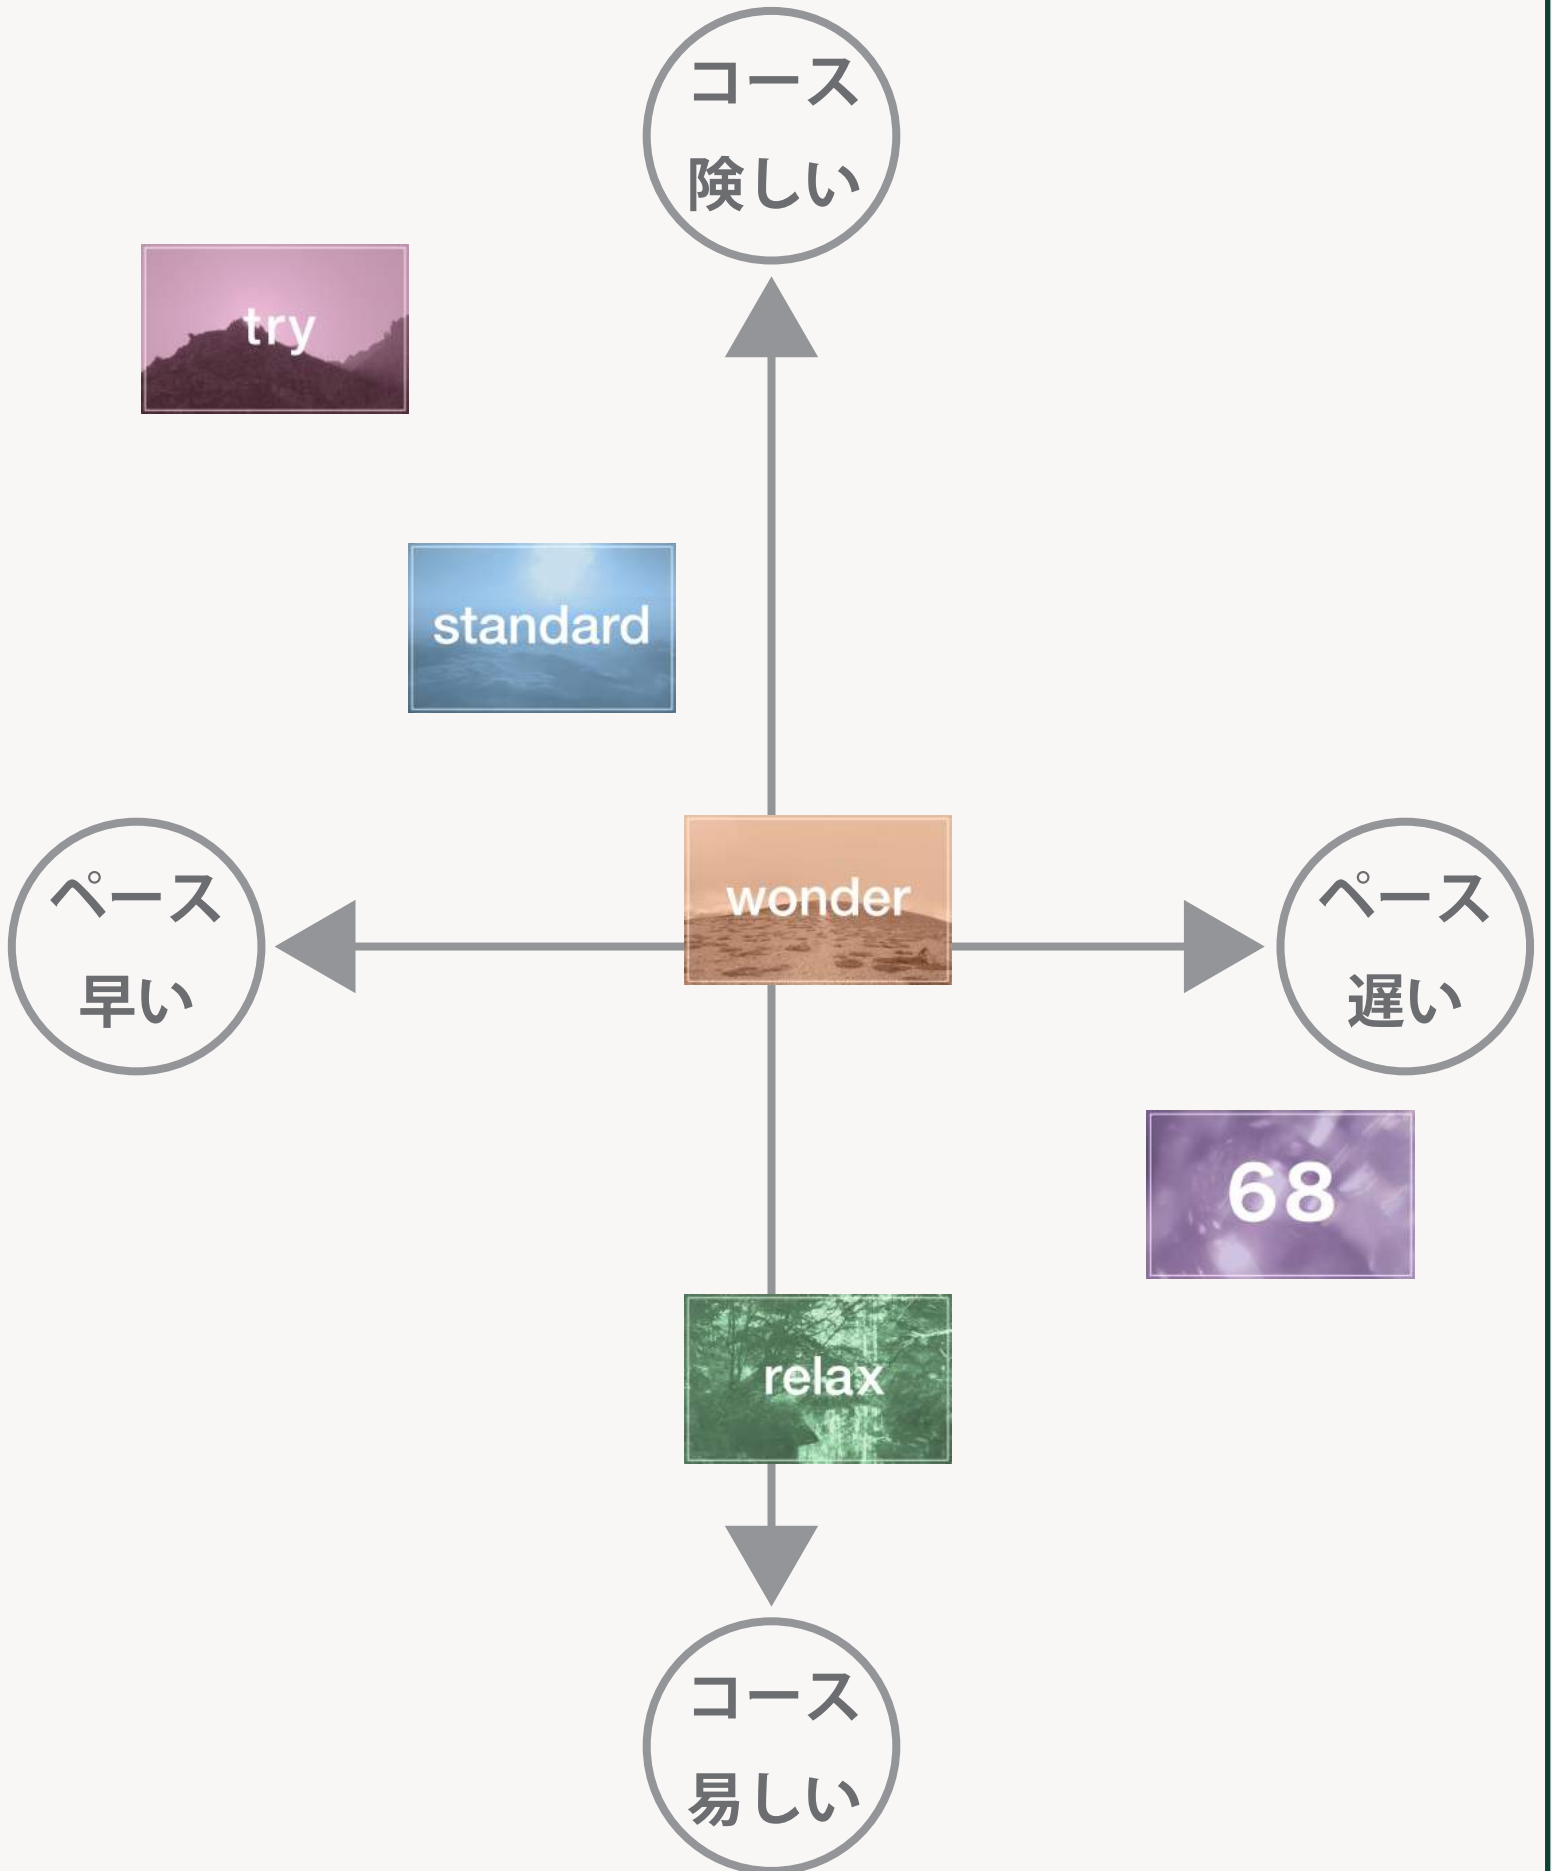 コース
険しい
try
standard
wonder
ペース
早い
ペース
遅い
68
relax
コース
易しい